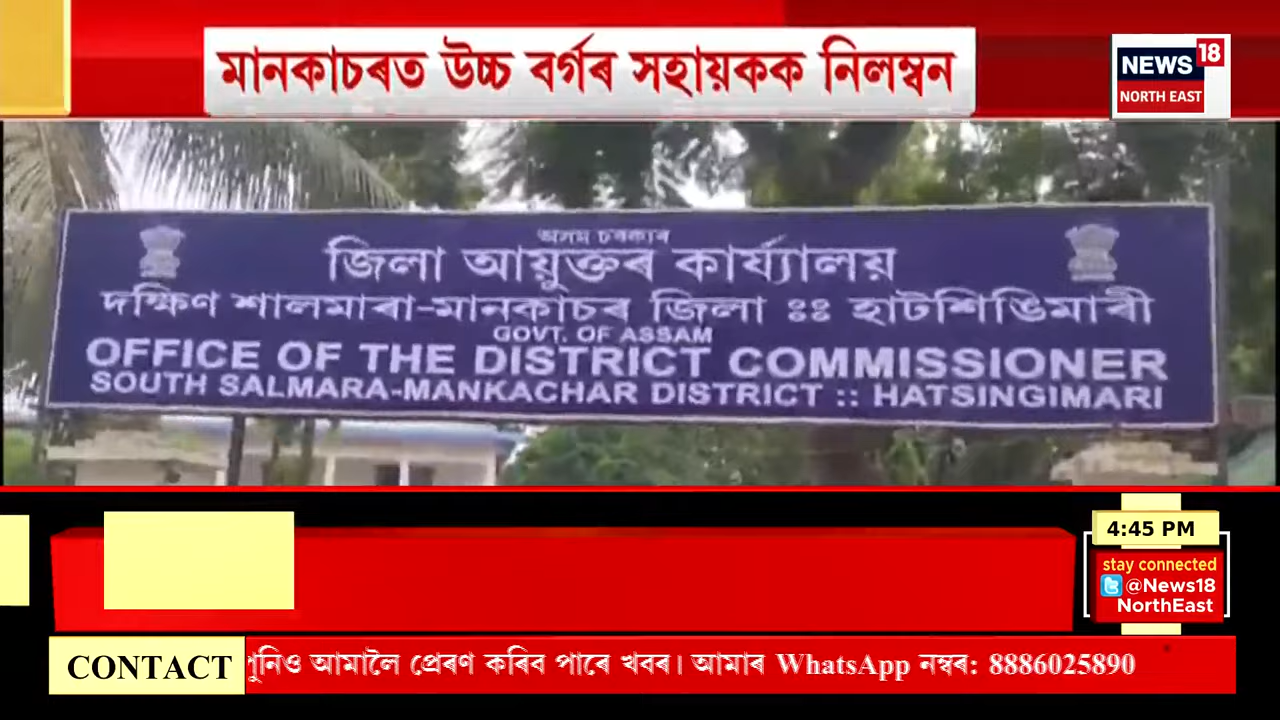 মানকাচৰত উচ্চ বৰ্গৰ সহায়কক নিলম্বন
NEWS 18
NORTH EAST
অসম চৰকাৰ
জিলা আয়ুক্তৰ কাৰ্য্যালয়
দক্ষিণ শালমাৰা-মানকাচৰ জিলা ঃঃ হাটশিঙিমাৰী
GOVT. OF ASSAM
OFFICE OF THE DISTRICT COMMISSIONER
SOUTH SALMARA-MANKACHAR DISTRICT :: HATSINGIMARI
4:45 PM
stay connected
@News18
NorthEast
CONTACT
আমালৈ প্ৰেৰণ কৰিব পাৰে খবৰ। আমাৰ WhatsApp নম্বৰ: 8886025890